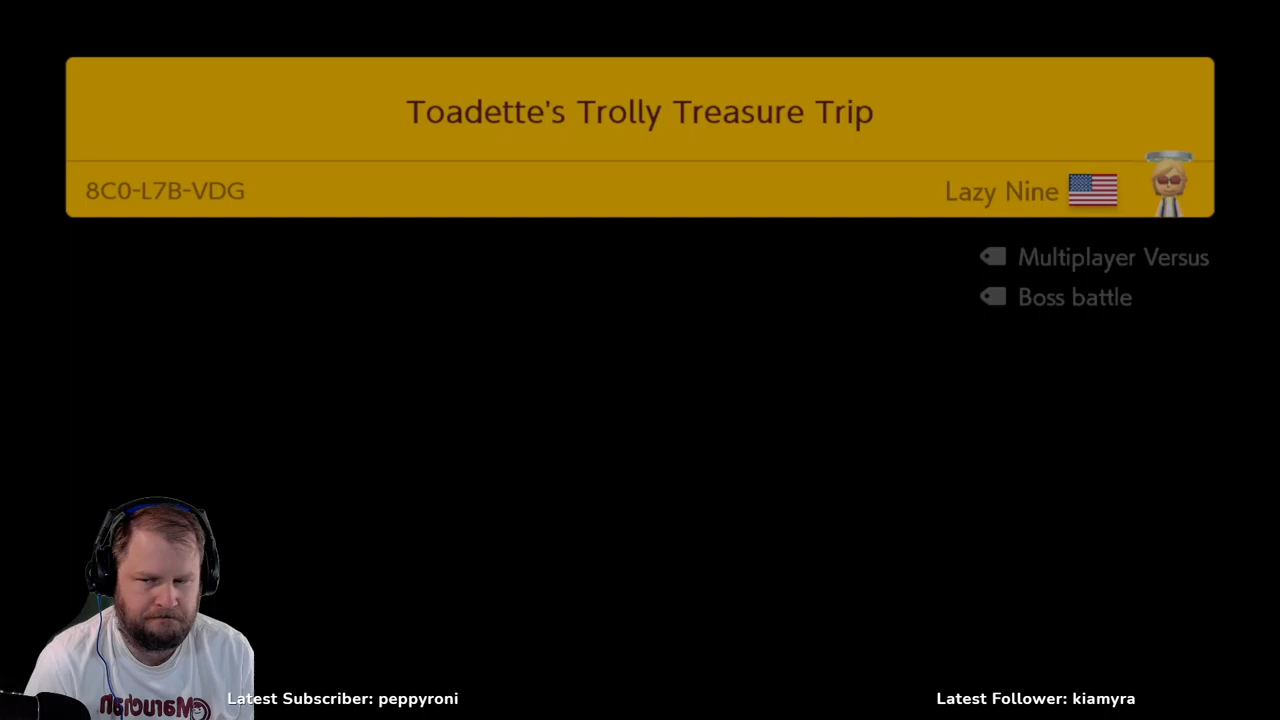 Toadette's Trolly Treasure Trip
8C0-L7B-VDG
Lazy Nine
Multiplayer Versus
Boss battle
Maruchan
Latest Subscriber: peppyroni
Latest Follower: kiamyra